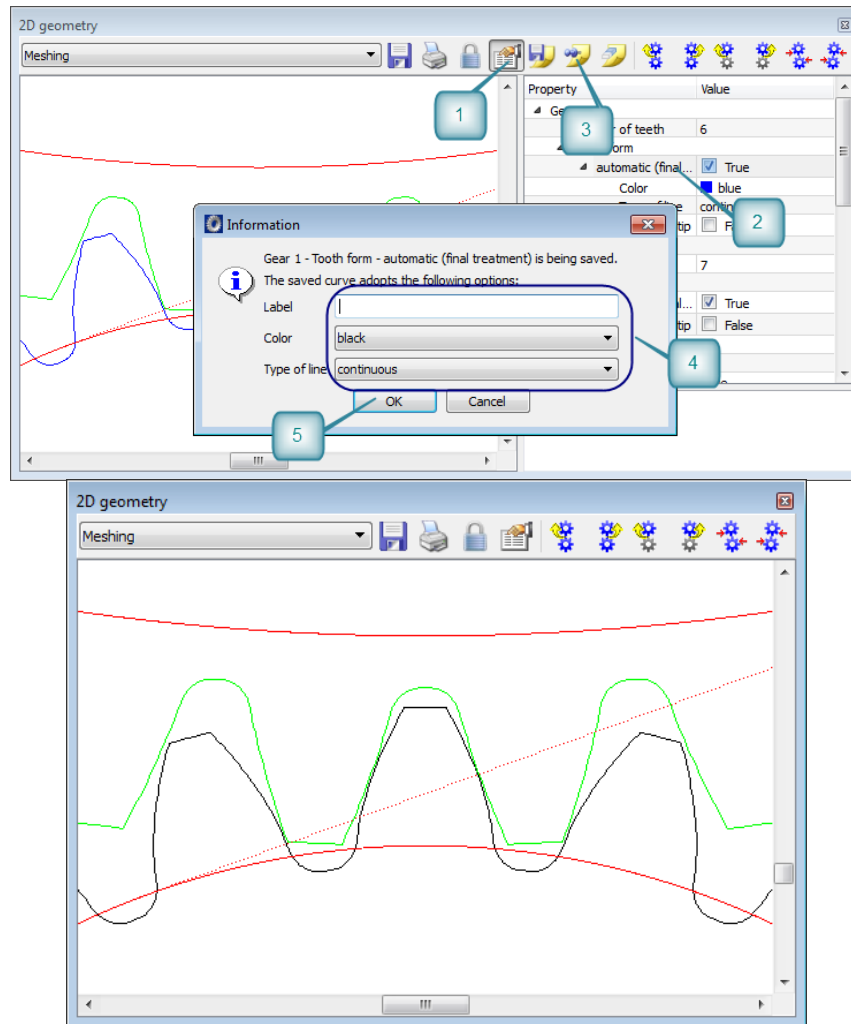 2D geometry
Meshing
Property Value
1
3
of teeth 6
orm
automatic (final... True
Color blue
2
Information
tip
Gear 1 - Tooth form - automatic (final treatment) is being saved.
7
The saved curve adopts the following options:
Label
True
tip False
Color black
4
Type of line continuous
OK Cancel
5
2D geometry
Meshing